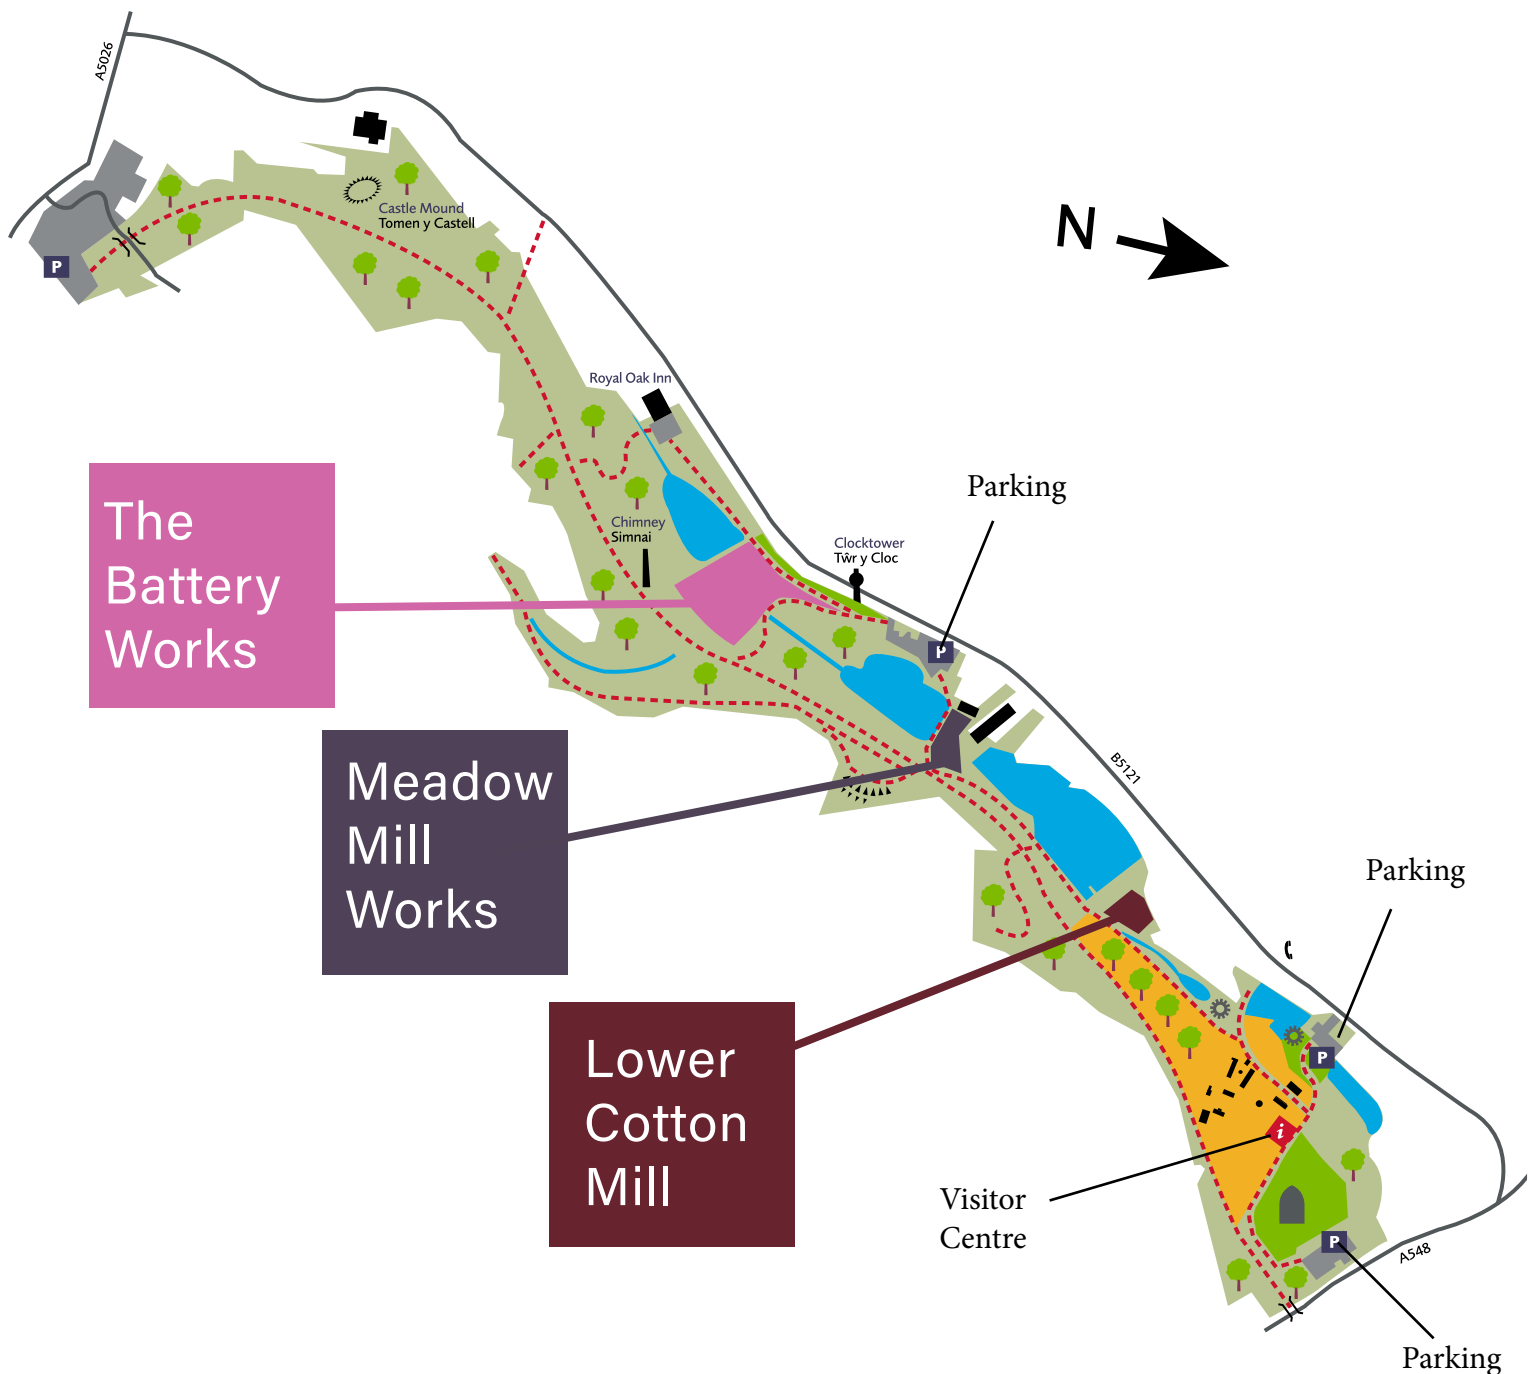 A5026
N
P
Castle Mound
Tomen y Castell
Royal Oak Inn
Parking
The
Battery
Works
Chimney
Simnai
Clocktower
Tŵr y Cloc
P
Meadow
Mill
Works
B5121
Parking
Lower
Cotton
Mill
P
i
Visitor
Centre
P
A548
Parking